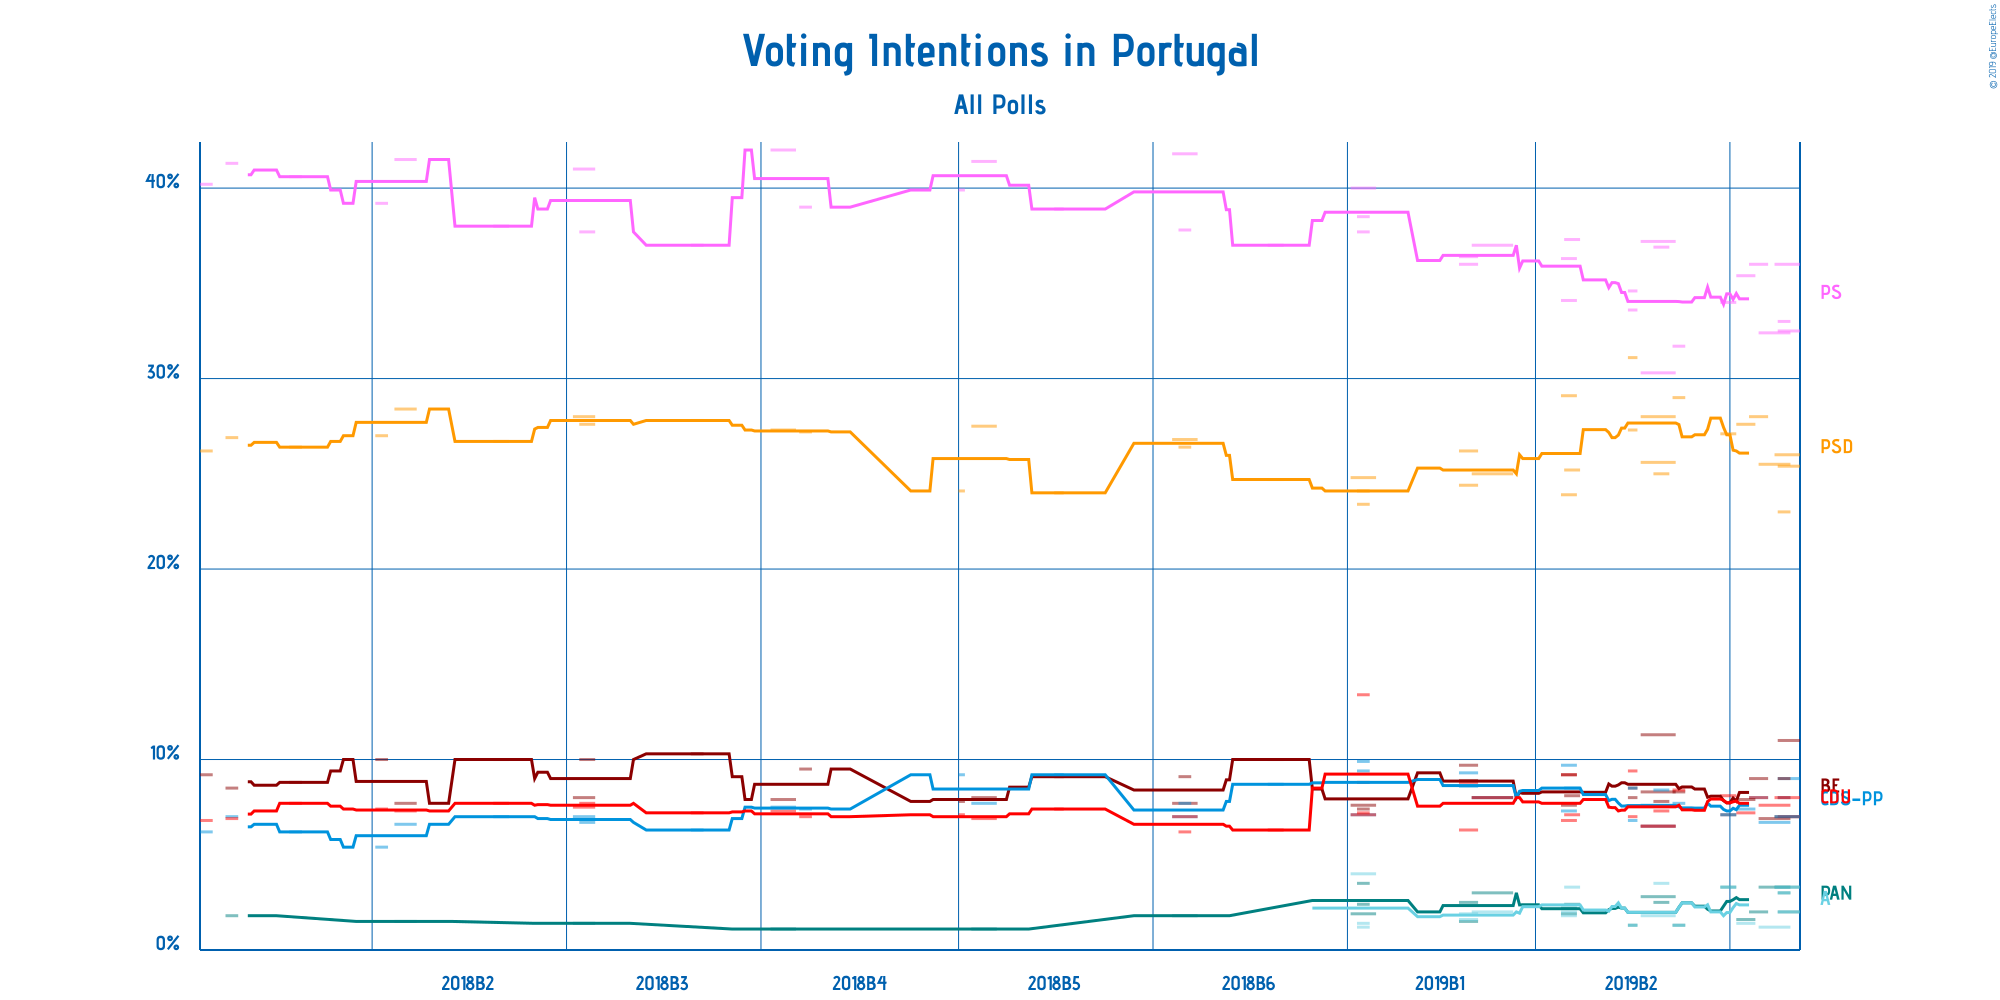 © 2019 @EuropeElects
Voting Intentions in Portugal
All Polls
40%
30%
20%
10%
0%
PS
PSD
BE
CDU
CDS-PP
PAN
A
2018B2
2018B3
2018B4
2018B5
2018B6
2019B1
2019B2